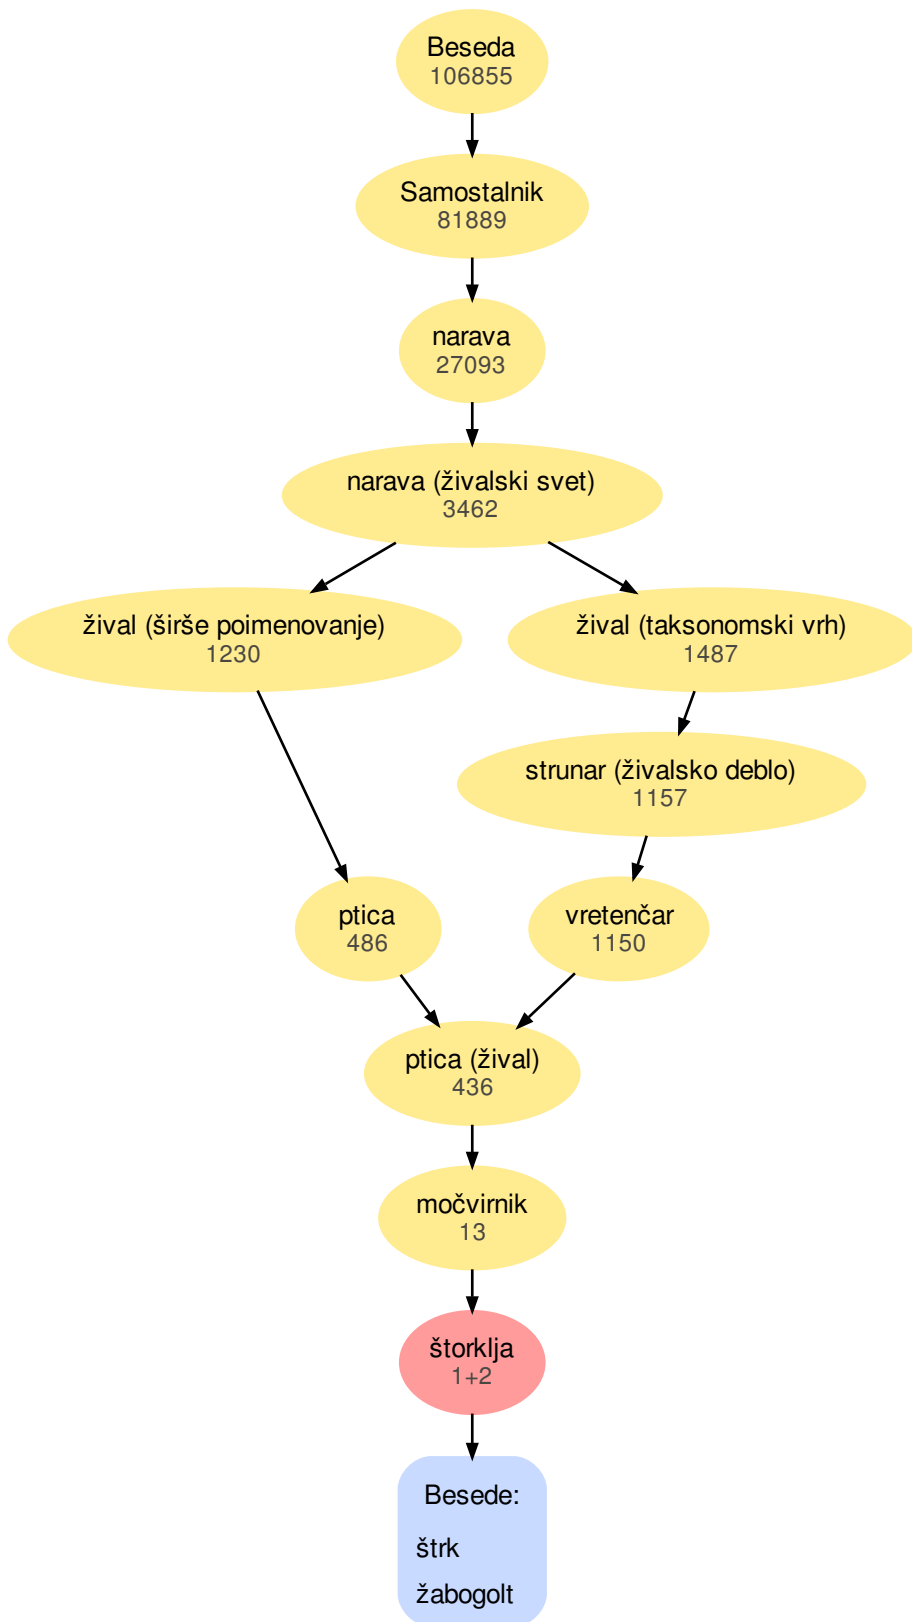 Beseda
106855
Samostalnik
81889
narava
27093
narava (živalski svet)
3462
žival (širše poimenovanje)
1230
žival (taksonomski vrh)
1487
strunar (živalsko deblo)
1157
ptica
486
vretenčar
1150
ptica (žival)
436
močvirnik
13
štorklja
1+2
Besede:
štrk
žabogolt